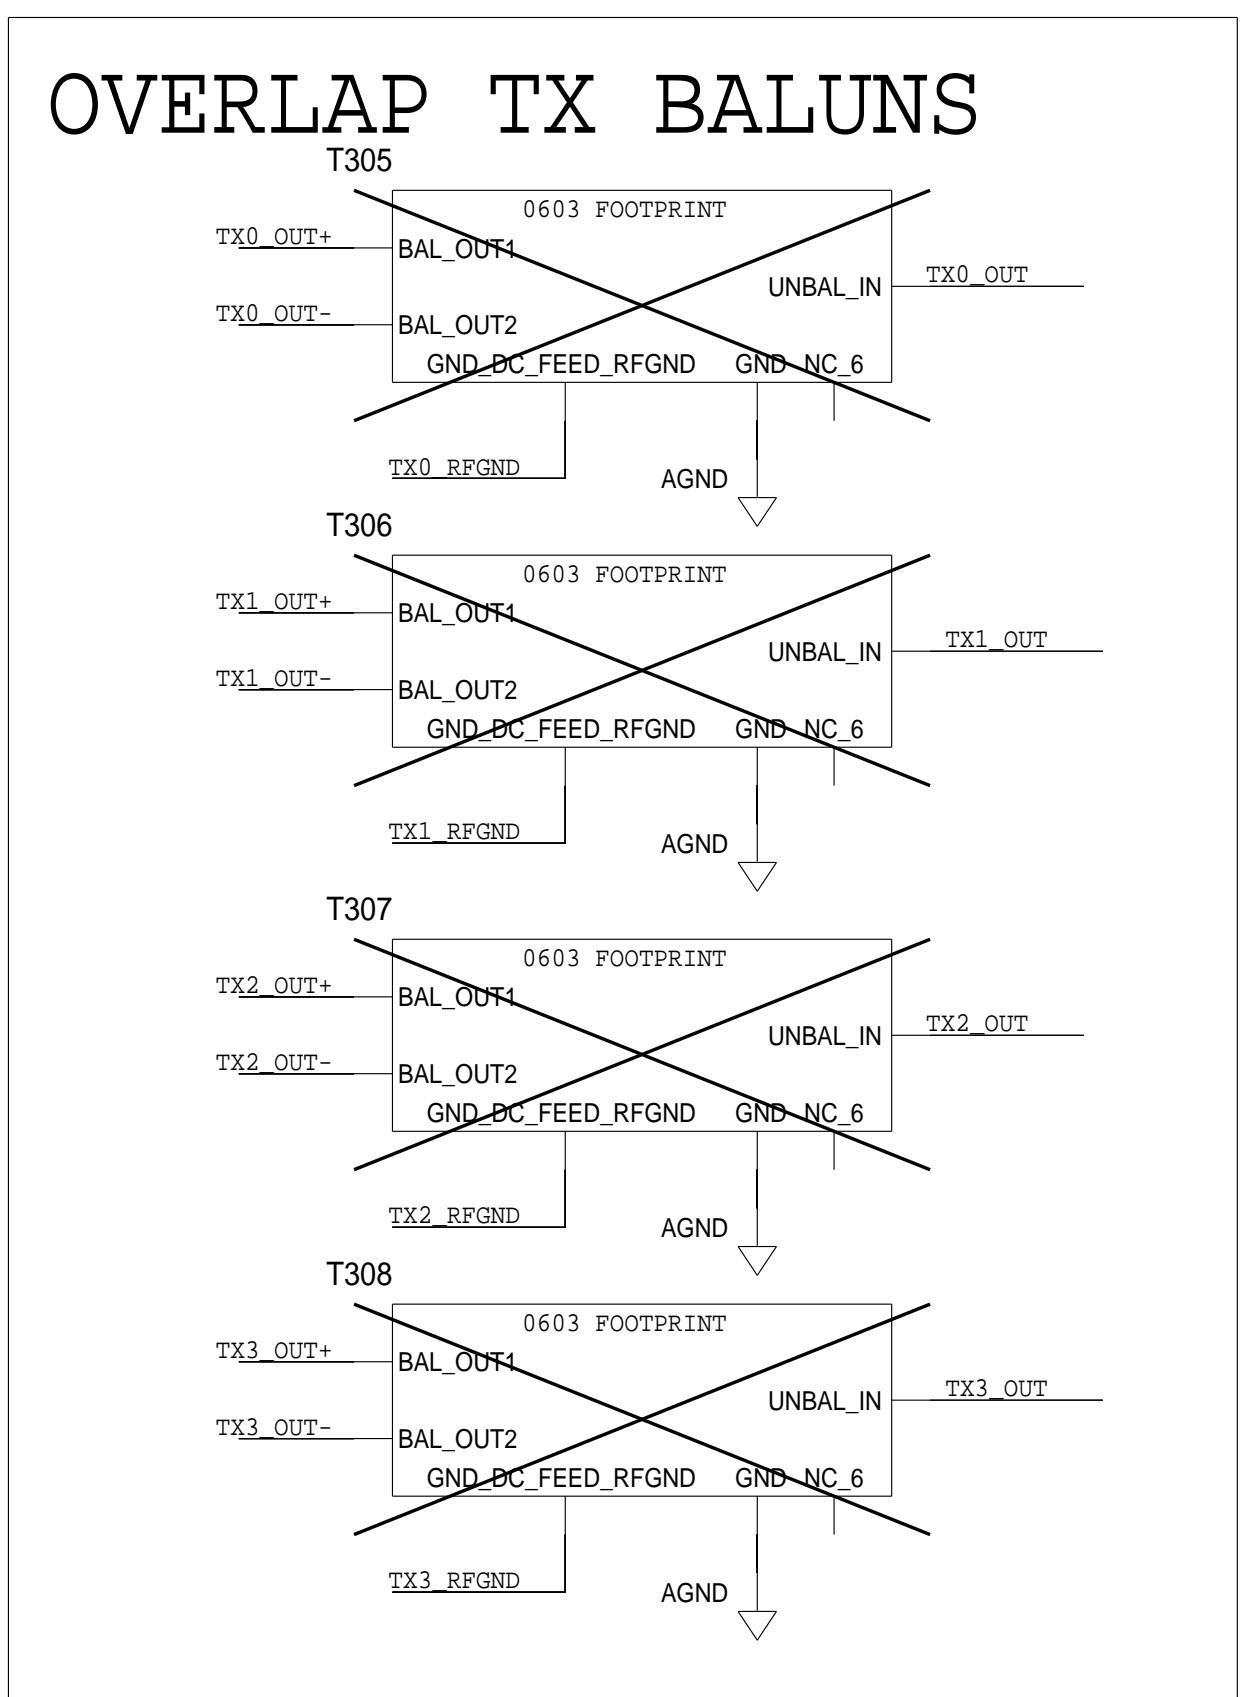 OVERLAP TX BALUNS
T305
0603 FOOTPRINT
TX0_OUT+
BAL_OUT1
UNBAL_IN
TX0_OUT
TX0_OUT-
BAL_OUT2
GND_DC_FEED_RFGND GND NC_6
TX0_RFGND
AGND
T306
0603 FOOTPRINT
TX1_OUT+
BAL_OUT1
UNBAL_IN
TX1_OUT
TX1_OUT-
BAL_OUT2
GND_DC_FEED_RFGND GND NC_6
TX1_RFGND
AGND
T307
0603 FOOTPRINT
TX2_OUT+
BAL_OUT1
UNBAL_IN
TX2_OUT
TX2_OUT-
BAL_OUT2
GND_DC_FEED_RFGND GND NC_6
TX2_RFGND
AGND
T308
0603 FOOTPRINT
TX3_OUT+
BAL_OUT1
UNBAL_IN
TX3_OUT
TX3_OUT-
BAL_OUT2
GND_DC_FEED_RFGND GND NC_6
TX3_RFGND
AGND